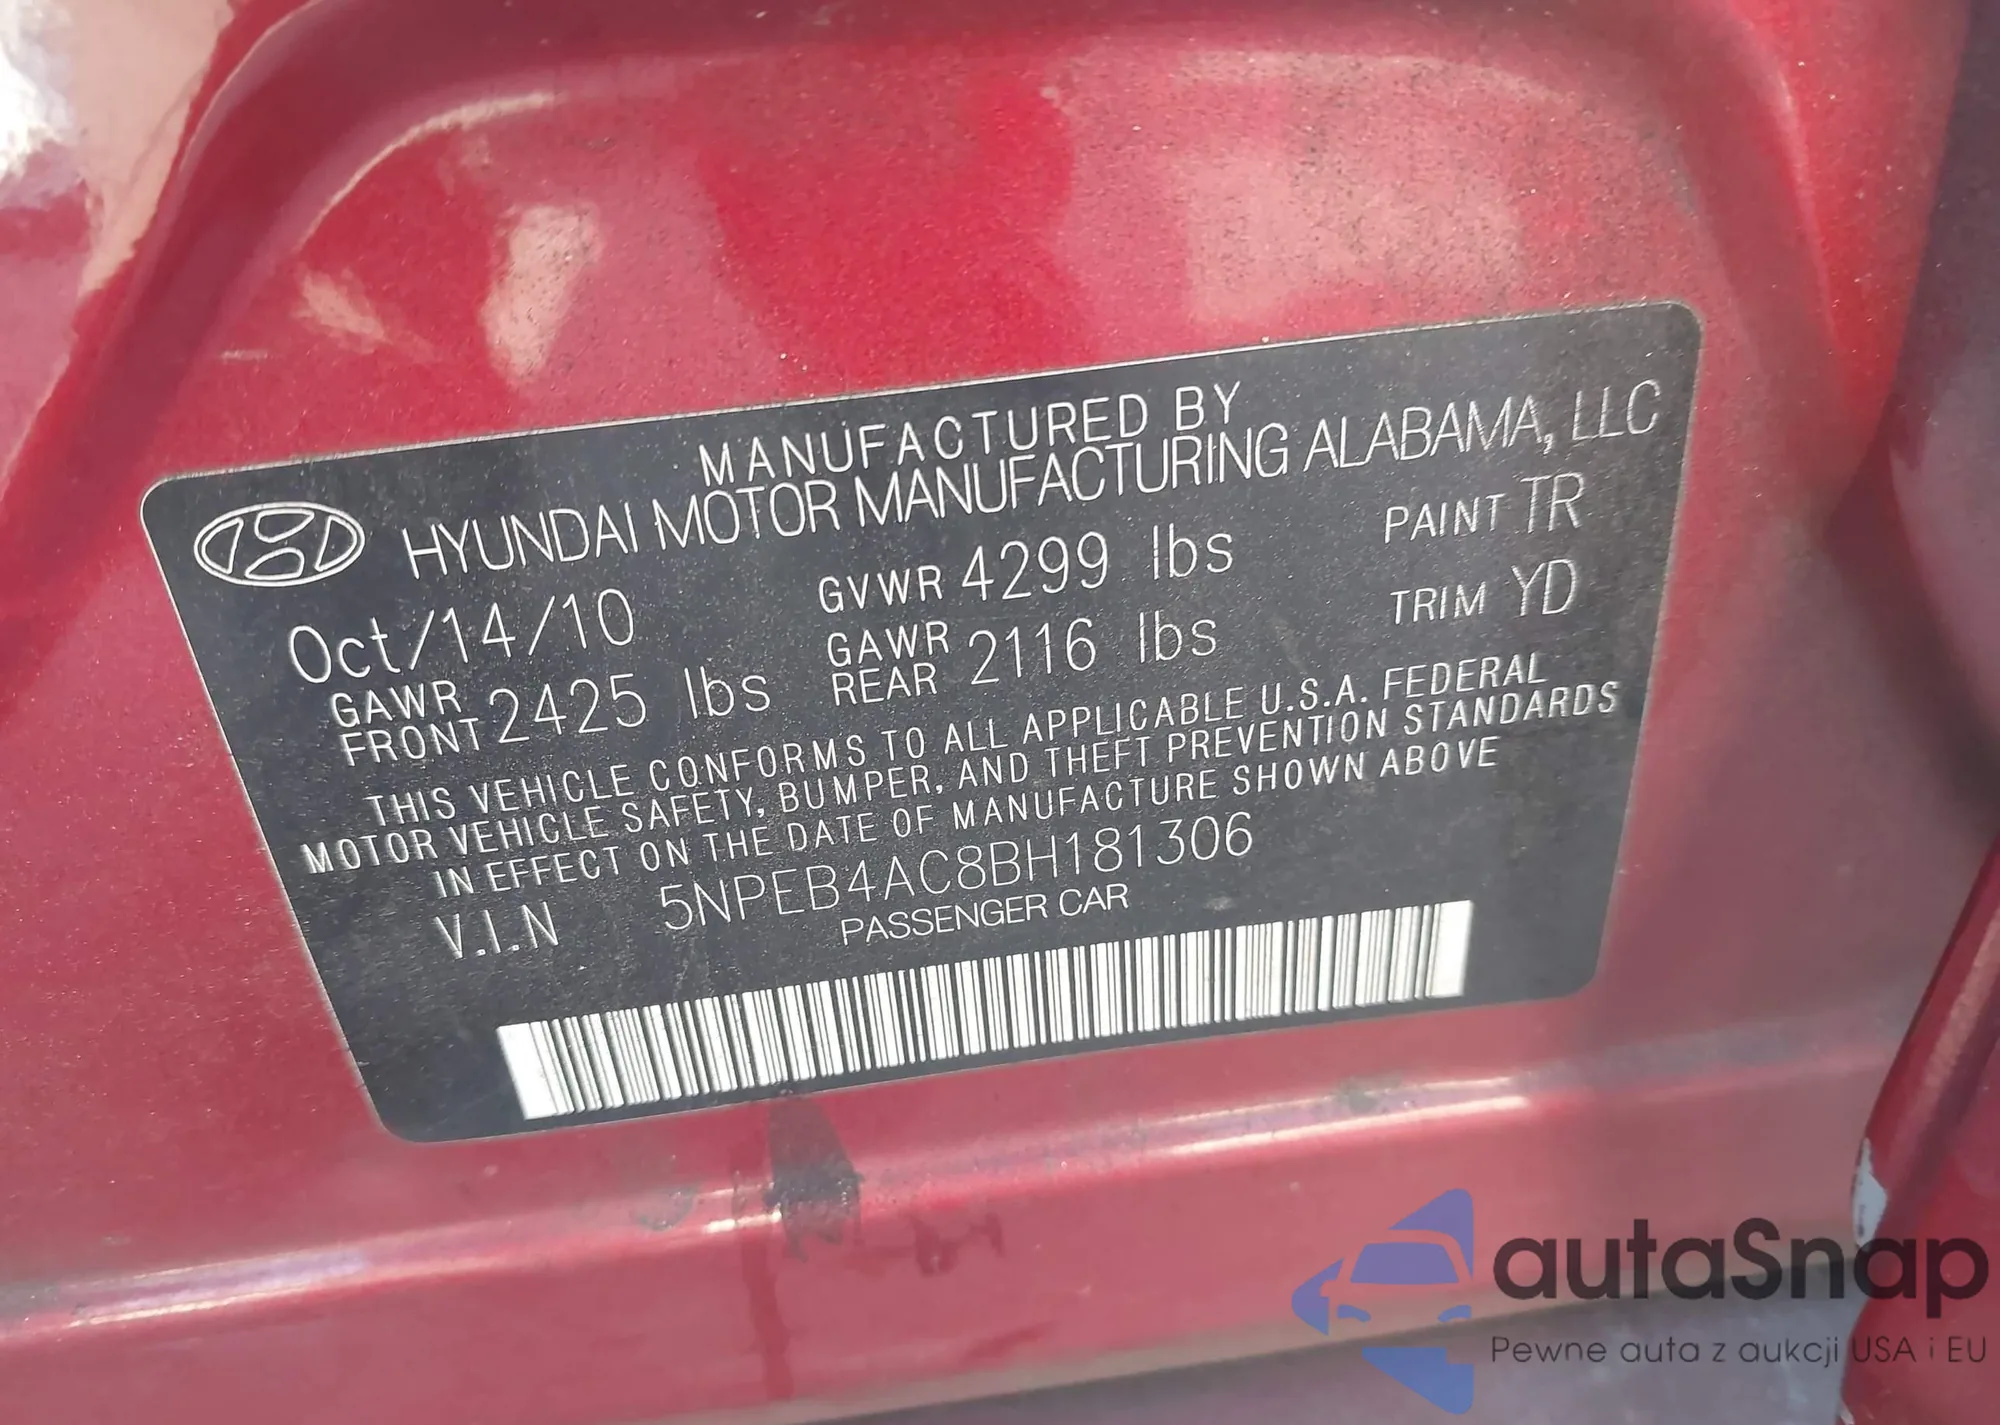 MANUFACTURED BY
HYUNDAI MOTOR MANUFACTURING ALABAMA, LLC
Oct/14/10 GVWR 4299 lbs PAINT TR
GAWR FRONT 2425 lbs GAWR REAR 2116 lbs TRIM YD
THIS VEHICLE CONFORMS TO ALL APPLICABLE U.S.A. FEDERAL
MOTOR VEHICLE SAFETY, BUMPER, AND THEFT PREVENTION STANDARDS
IN EFFECT ON THE DATE OF MANUFACTURE SHOWN ABOVE
V.I.N 5NPEB4AC8BH181306
PASSENGER CAR
autaSnap
Pewne auta z aukcji USA i EU